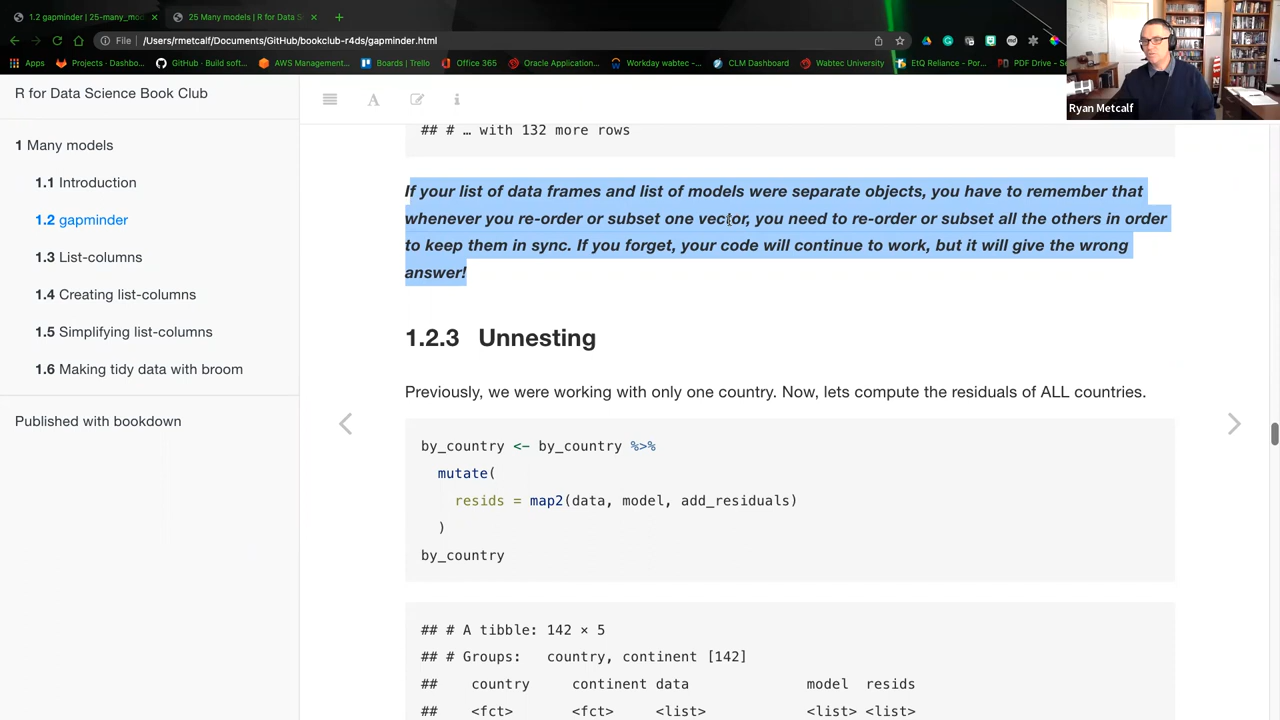 1.2 gapminder | 25-many_mod
25 Many models | R for Data S
File
/Users/rmetcalf/Documents/GitHub/bookclub-r4ds/gapminder.html
Apps
Projects - Dashbo...
GitHub · Build soft...
AWS Management...
Boards | Trello
Office 365
Oracle Application...
Workday wabtec -...
CLM Dashboard
Wabtec University
EtQ Reliance - Por...
PDF Drive - Se
Ryan Metcalf
R for Data Science Book Club
1 Many models
1.1 Introduction
1.2 gapminder
1.3 List-columns
1.4 Creating list-columns
1.5 Simplifying list-columns
1.6 Making tidy data with broom
Published with bookdown
## # … with 132 more rows
If your list of data frames and list of models were separate objects, you have to remember that
whenever you re-order or subset one vector, you need to re-order or subset all the others in order
to keep them in sync. If you forget, your code will continue to work, but it will give the wrong
answer!
1.2.3 Unnesting
Previously, we were working with only one country. Now, lets compute the residuals of ALL countries.
by_country <- by_country %>%
mutate(
resids = map2(data, model, add_residuals)
)
by_country
## # A tibble: 142 × 5
## # Groups: country, continent [142]
## country continent data model resids
## <fct> <fct> <list> <list> <list>